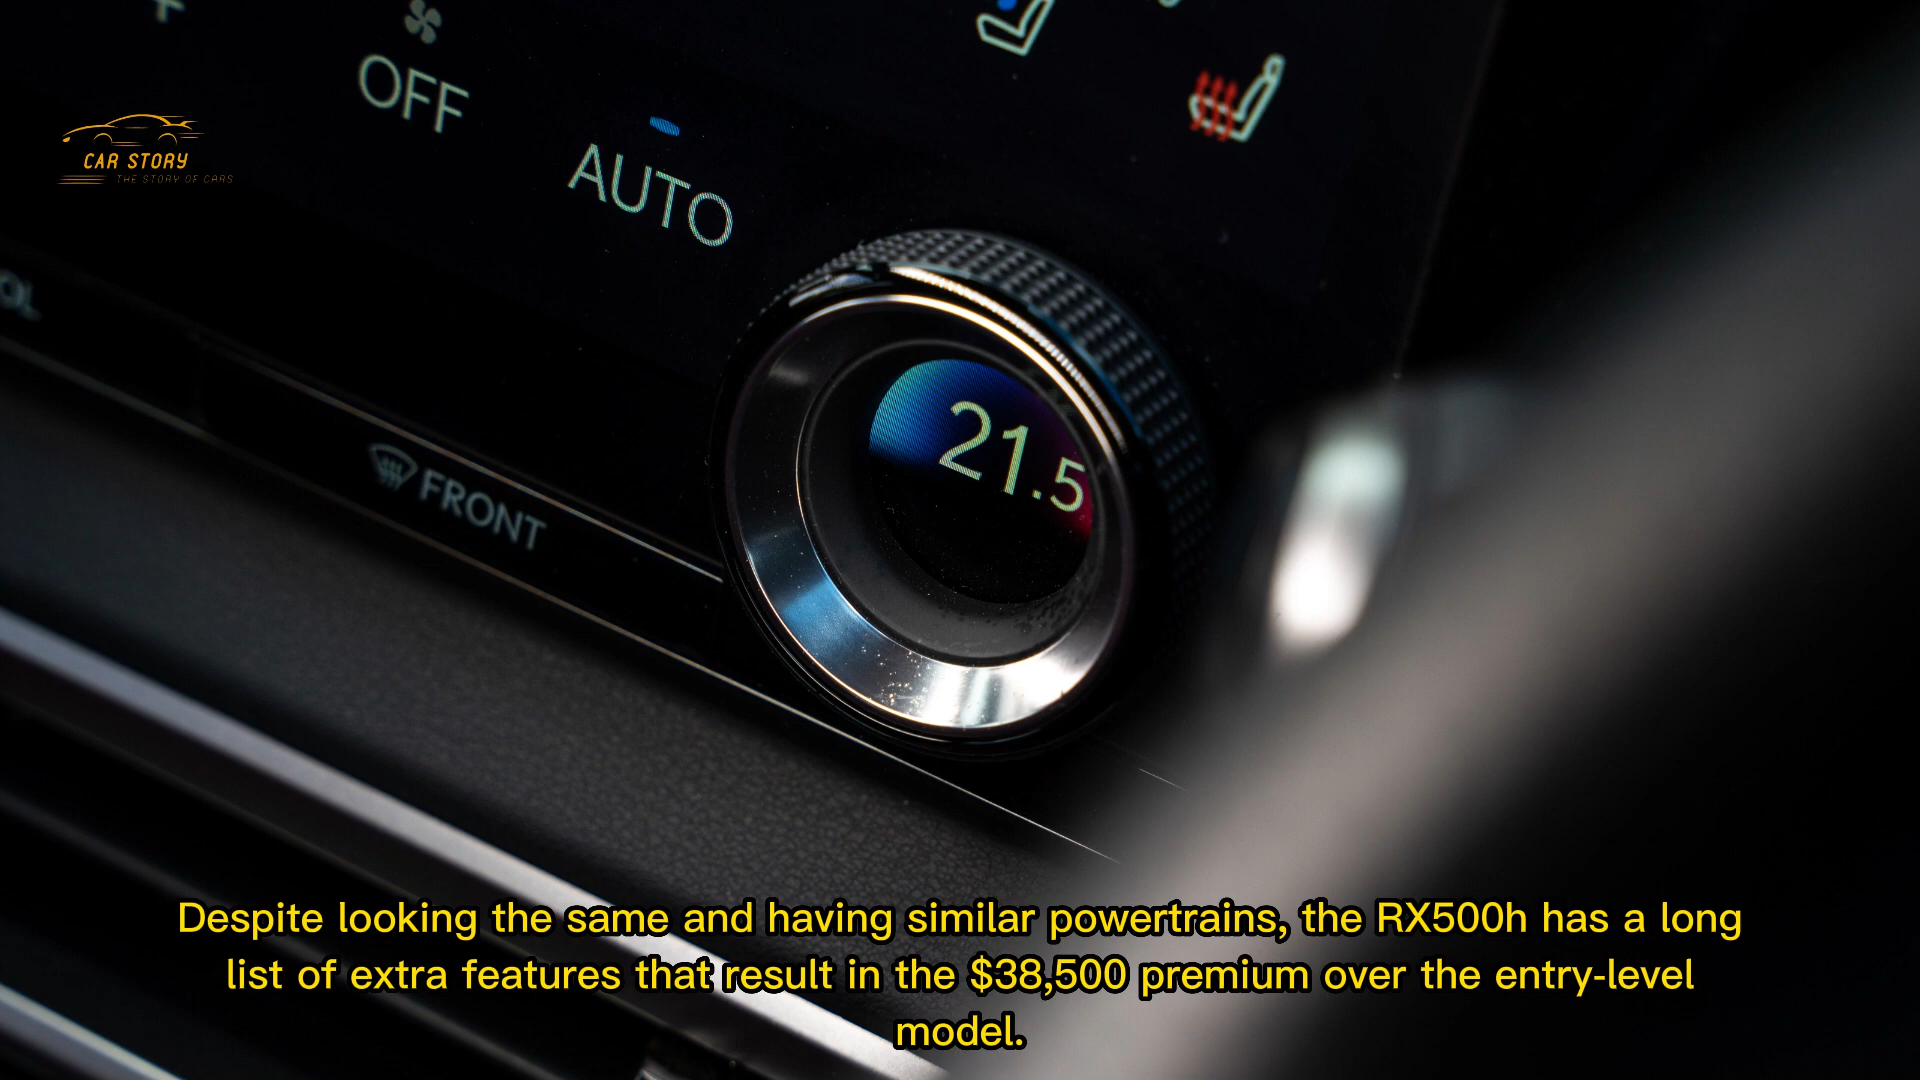 OFF
AUTO
CAR STORY
THE STORY OF CARS
21.5
FRONT
Despite looking the same and having similar powertrains, the RX500h has a long
list of extra features that result in the $38,500 premium over the entry-level
model.